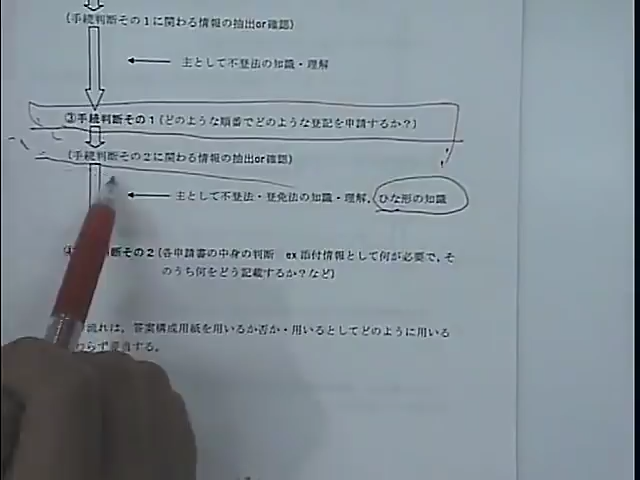 (手続判断その1に関わる情報の抽出or確認)
主として不登法の知識・理解
③手続判断その1(どのような順番でどのような登記を申請するか?)
(手続判断その2に関わる情報の抽出or確認)
主として不登法・登免法の知識・理解,ひな形の知識
断その2(各申請書の中身の判断 ex 添付情報として何が必要で,そ
のうち何をどう記載するか?など)
流れは,答案構成用紙を用いるか否か・用いるとしてどのように用いる
わらず妥当する。